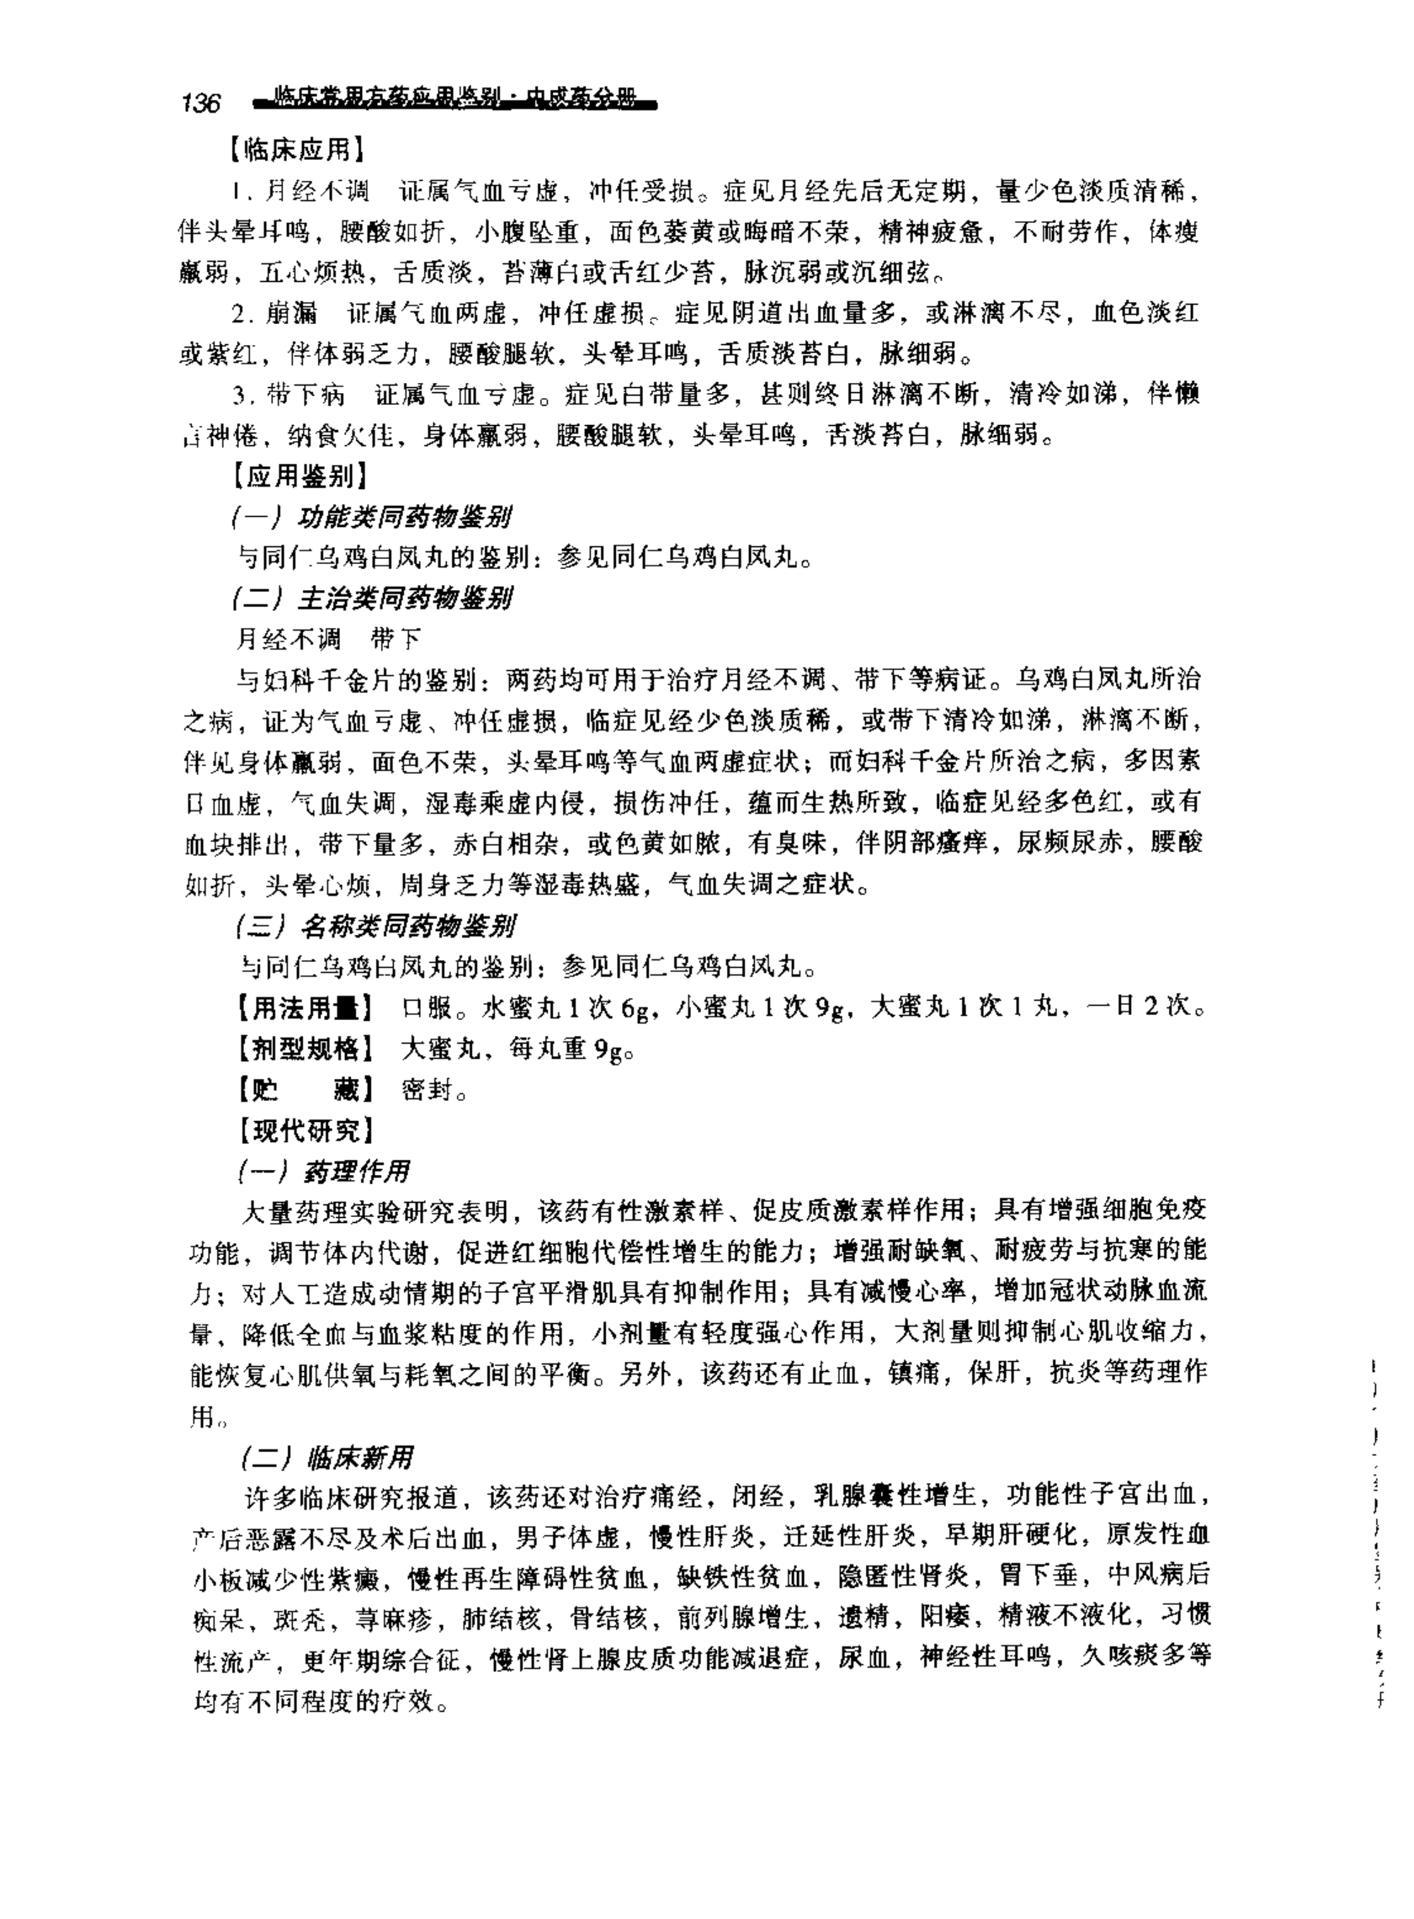 136 临床常用方药应用鉴别·中成药分册
【临床应用】
1. 月经不调 证属气血亏虚，冲任受损。症见月经先后无定期，量少色淡质清稀，
伴头晕耳鸣，腰酸如折，小腹坠重，面色萎黄或晦暗不荣，精神疲惫，不耐劳作，体瘦
羸弱，五心烦热，舌质淡，苔薄白或舌红少苔，脉沉弱或沉细弦。
2. 崩漏 证属气血两虚，冲任虚损。症见阴道出血量多，或淋漓不尽，血色淡红
或紫红，伴体弱乏力，腰酸腿软，头晕耳鸣，舌质淡苔白，脉细弱。
3. 带下病 证属气血亏虚。症见白带量多，甚则终日淋漓不断，清冷如涕，伴懒
言神倦，纳食欠佳，身体羸弱，腰酸腿软，头晕耳鸣，舌淡苔白，脉细弱。
【应用鉴别】
（一）功能类同药物鉴别
与同仁乌鸡白凤丸的鉴别：参见同仁乌鸡白凤丸。
（二）主治类同药物鉴别
月经不调 带下
与妇科千金片的鉴别：两药均可用于治疗月经不调、带下等病证。乌鸡白凤丸所治
之病，证为气血亏虚、冲任虚损，临症见经少色淡质稀，或带下清冷如涕，淋漓不断，
伴见身体羸弱，面色不荣，头晕耳鸣等气血两虚症状；而妇科千金片所治之病，多因素
日血虚，气血失调，湿毒乘虚内侵，损伤冲任，蕴而生热所致，临症见经多色红，或有
血块排出，带下量多，赤白相杂，或色黄如脓，有臭味，伴阴部瘙痒，尿频尿赤，腰酸
如折，头晕心烦，周身乏力等湿毒热盛，气血失调之症状。
（三）名称类同药物鉴别
与同仁乌鸡白凤丸的鉴别：参见同仁乌鸡白凤丸。
【用法用量】 口服。水蜜丸1次6g，小蜜丸1次9g，大蜜丸1次1丸，一日2次。
【剂型规格】 大蜜丸，每丸重9g。
【贮 藏】 密封。
【现代研究】
（一）药理作用
大量药理实验研究表明，该药有性激素样、促皮质激素样作用；具有增强细胞免疫
功能，调节体内代谢，促进红细胞代偿性增生的能力；增强耐缺氧、耐疲劳与抗寒的能
力；对人工造成动情期的子宫平滑肌具有抑制作用；具有减慢心率，增加冠状动脉血流
量，降低全血与血浆粘度的作用，小剂量有轻度强心作用，大剂量则抑制心肌收缩力，
能恢复心肌供氧与耗氧之间的平衡。另外，该药还有止血，镇痛，保肝，抗炎等药理作
用。
（二）临床新用
许多临床研究报道，该药还对治疗痛经，闭经，乳腺囊性增生，功能性子宫出血，
产后恶露不尽及术后出血，男子体虚，慢性肝炎，迁延性肝炎，早期肝硬化，原发性血
小板减少性紫癜，慢性再生障碍性贫血，缺铁性贫血，隐匿性肾炎，胃下垂，中风病后
痴呆，斑秃，荨麻疹，肺结核，骨结核，前列腺增生，遗精，阳痿，精液不液化，习惯
性流产，更年期综合征，慢性肾上腺皮质功能减退症，尿血，神经性耳鸣，久咳痰多等
均有不同程度的疗效。